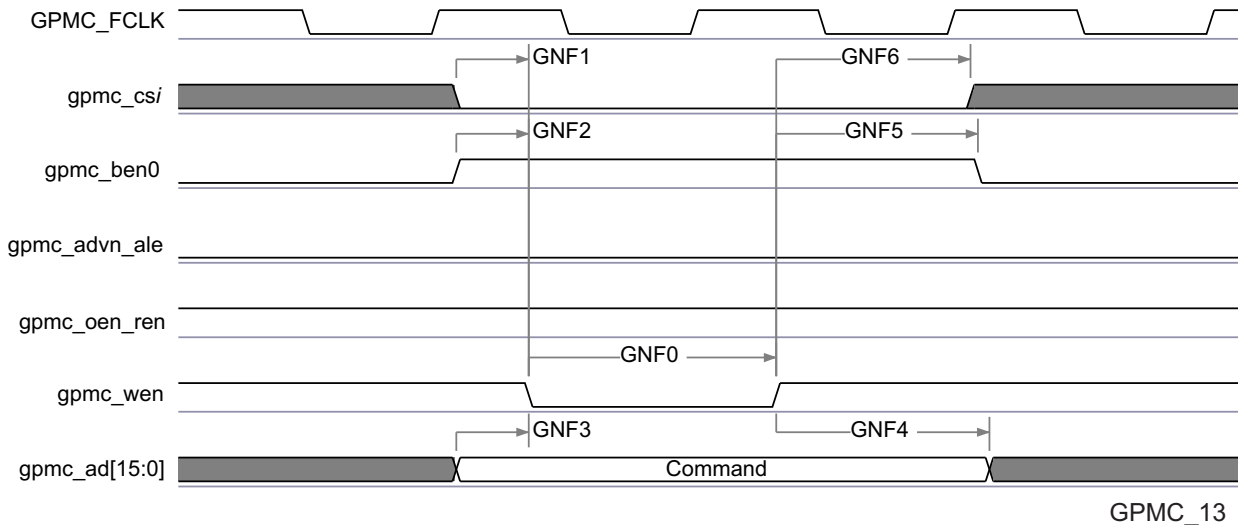 GPMC_FCLK
GNF1
GNF6
gpmc_csi
GNF2
GNF5
gpmc_ben0
gpmc_advn_ale
gpmc_oen_ren
GNF0
gpmc_wen
GNF3
GNF4
gpmc_ad[15:0]
Command
GPMC_13